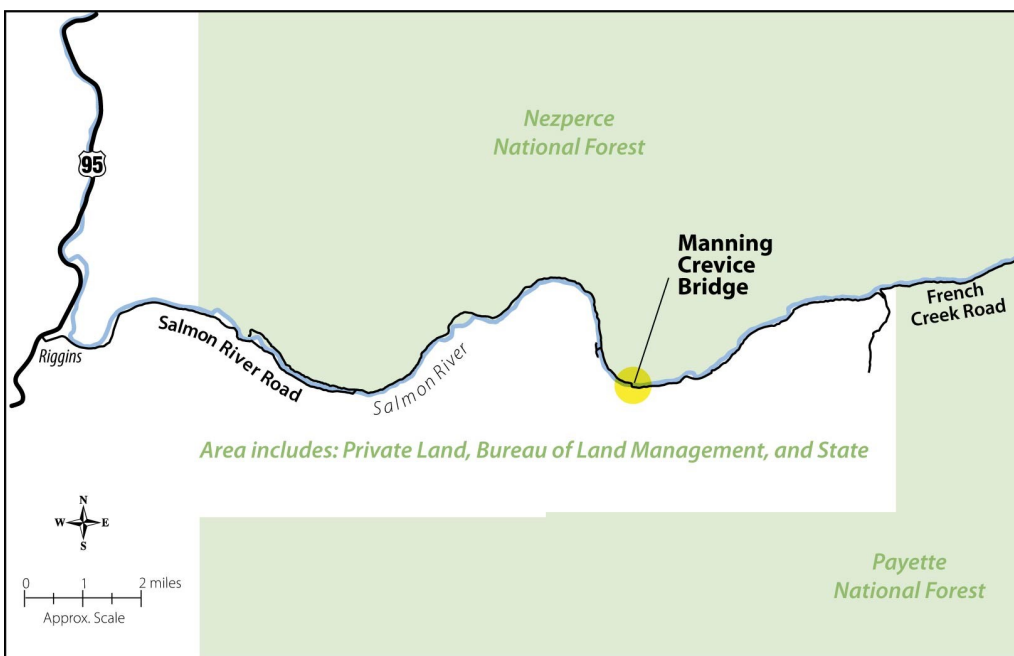 Nezperce
National Forest
95
Manning
Crevice
Bridge
French
Creek Road
Salmon River Road
Riggins
Salmon River
Area includes: Private Land, Bureau of Land Management, and State
N
W E
S
0 1 2 miles
Approx. Scale
Payette
National Forest